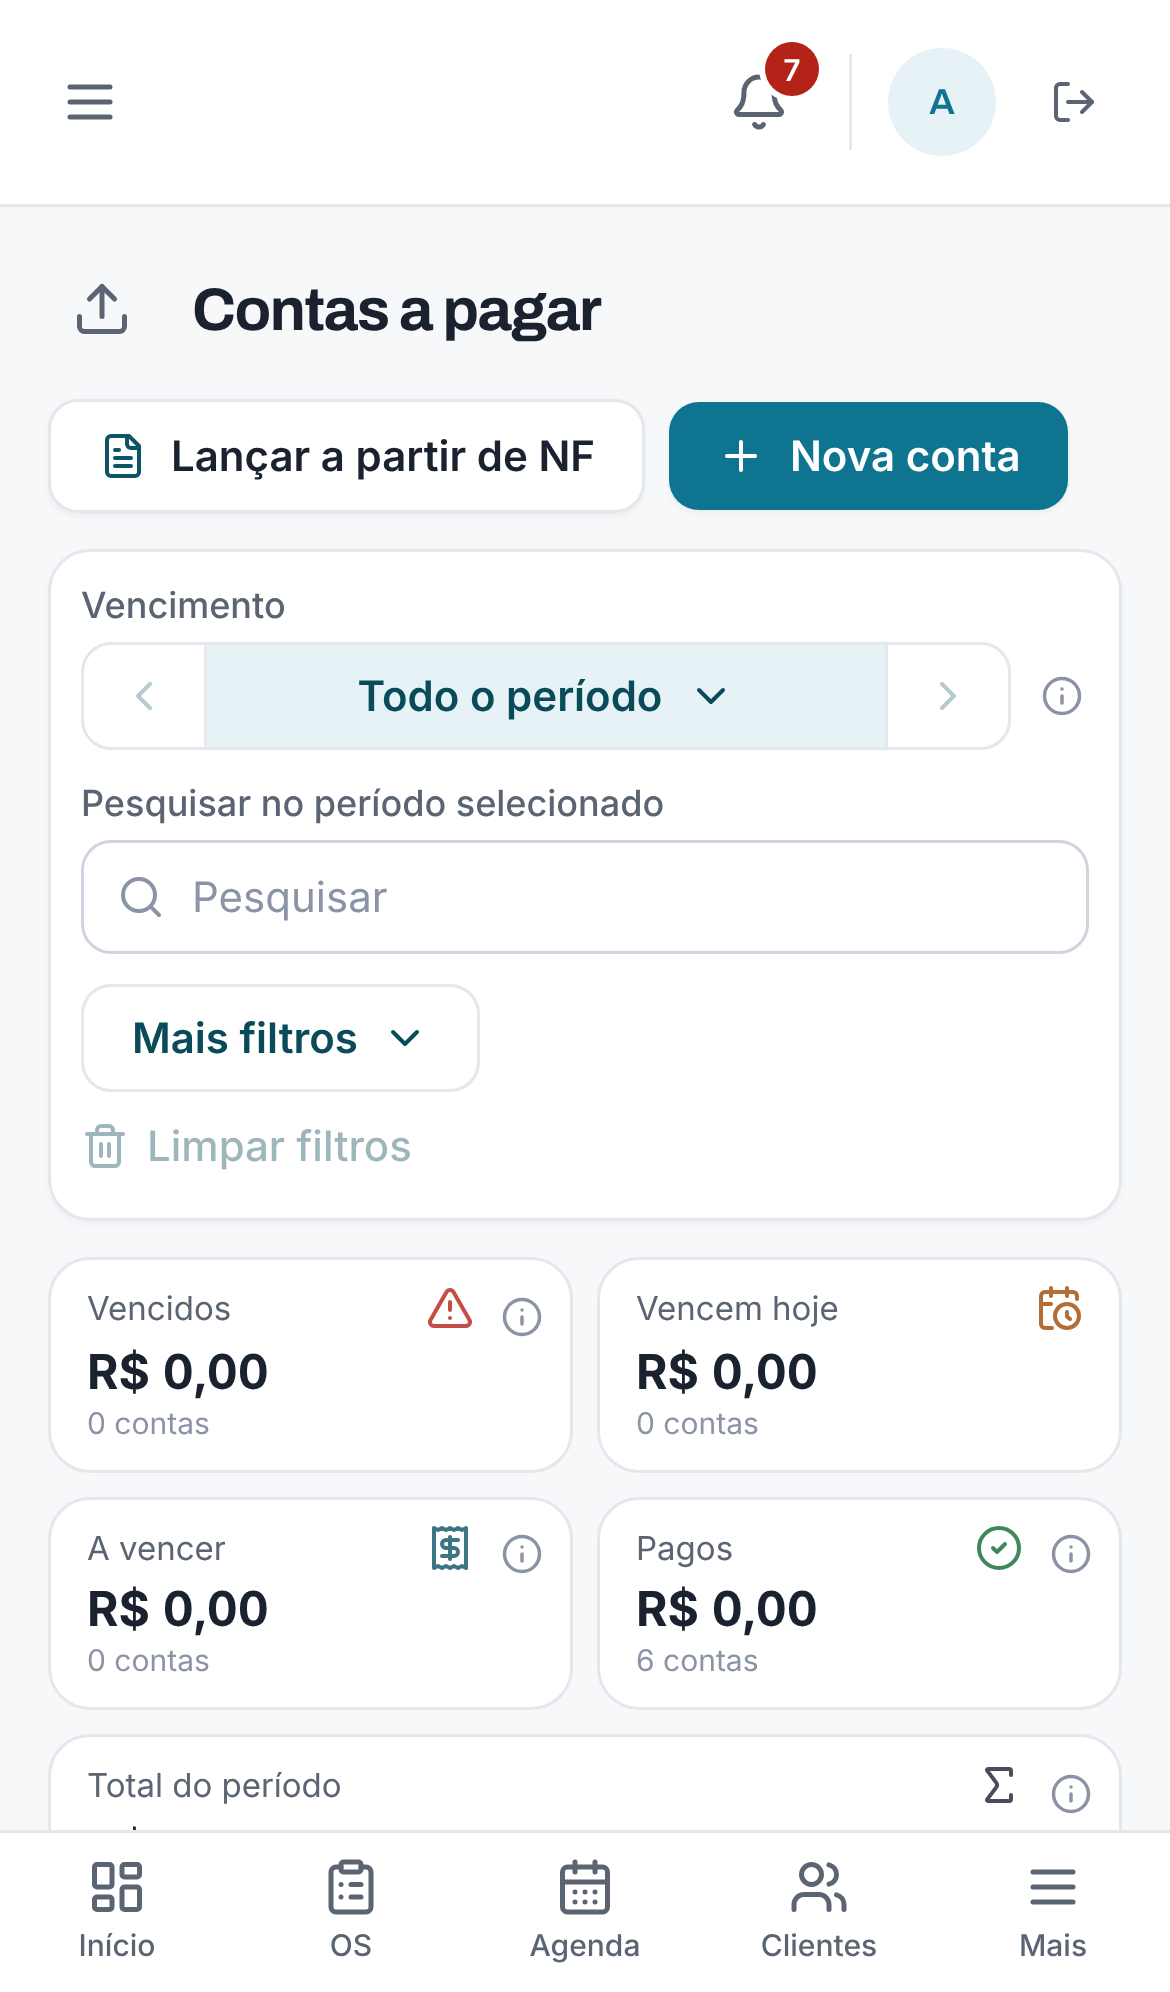 7
A
Contas a pagar
Lançar a partir de NF
Nova conta
Vencimento
Todo o período
Pesquisar no período selecionado
Pesquisar
Mais filtros
Limpar filtros
Vencidos
R$ 0,00
0 contas
Vencem hoje
R$ 0,00
0 contas
A vencer
R$ 0,00
0 contas
Pagos
R$ 0,00
6 contas
Total do período
Início
OS
Agenda
Clientes
Mais